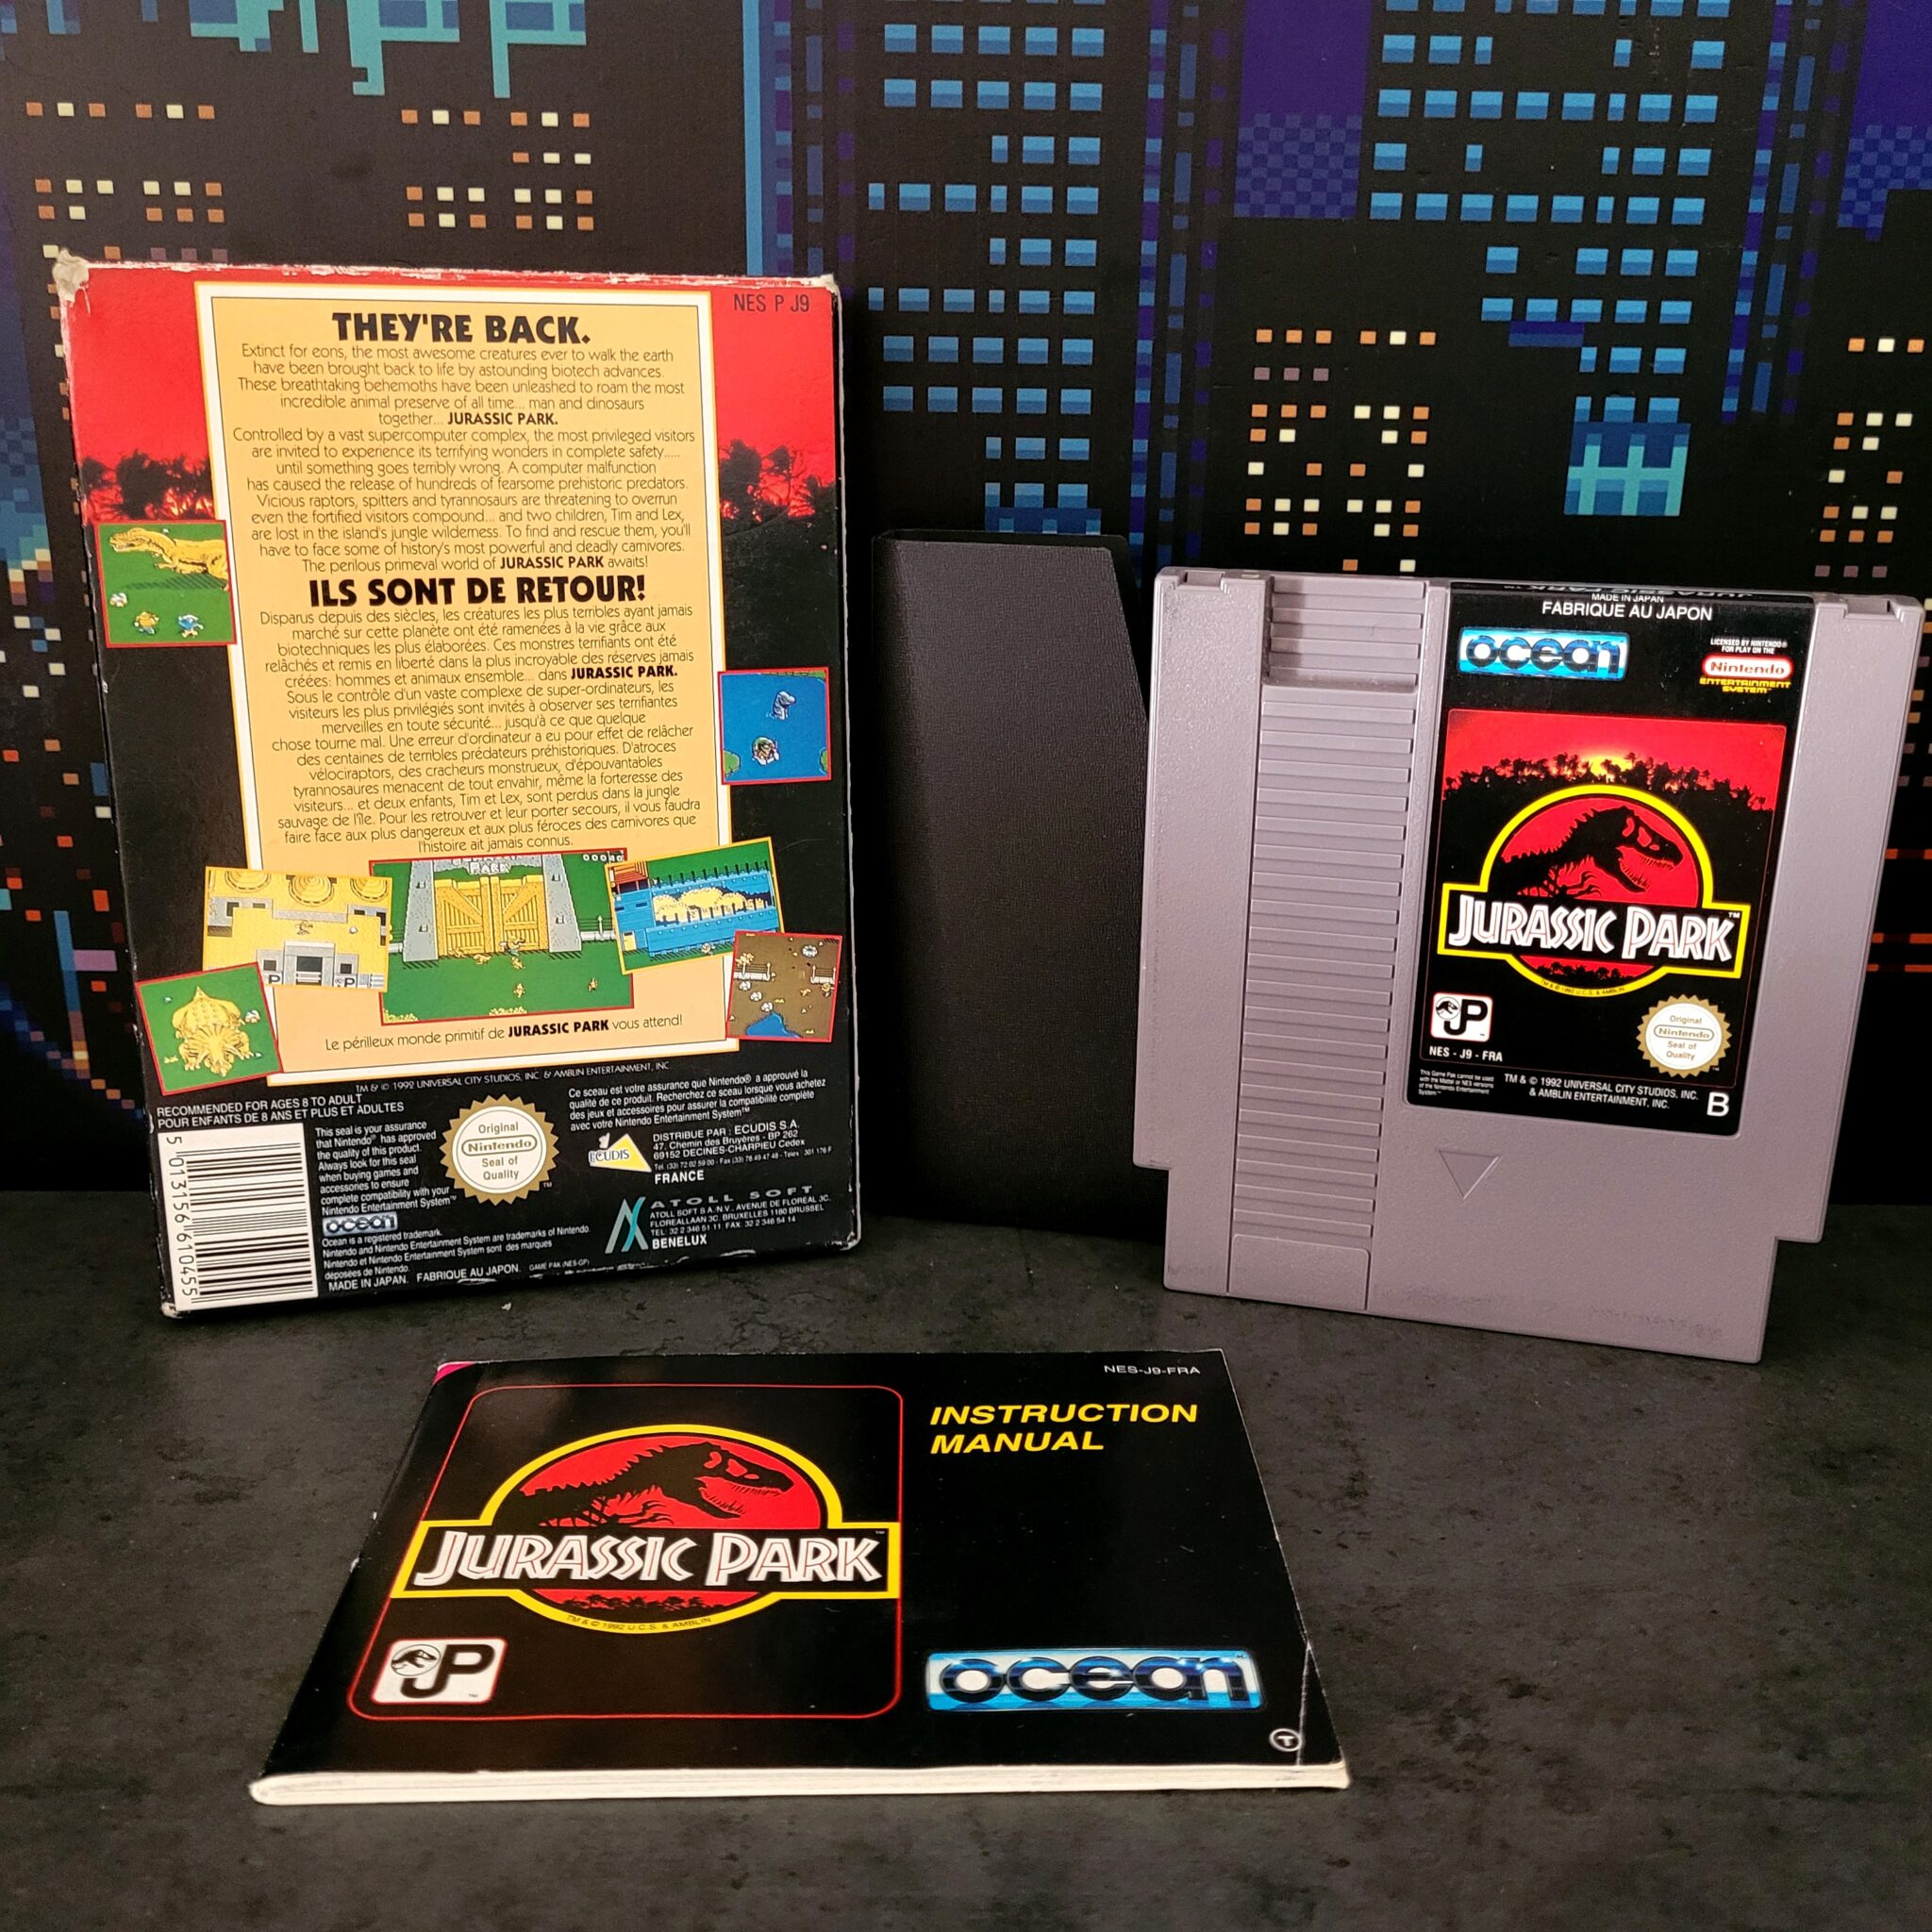 NES P J9
THEY'RE BACK.
Extinct for eons, the most awesome creatures ever to walk the earth
have been brought back to life by astounding biotech advances.
These breathtaking behemoths have been unleashed to roam the most
incredible animal preserve of all time... man and dinosaurs
together... JURASSIC PARK.
Controlled by a vast supercomputer complex, the most privileged visitors
are invited to experience its terrifying wonders in complete safety.....
until something goes terribly wrong. A computer malfunction
has caused the release of hundreds of fearsome prehistoric predators.
Vicious raptors, spitters and tyrannosaurs are threatening to overrun
even the fortified visitors compound... and two children, Tim and Lex,
are lost in the island's jungle wilderness. To find and rescue them, you'll
have to face some of history's most powerful and deadly carnivores.
The perilous primeval world of JURASSIC PARK awaits!
ILS SONT DE RETOUR!
Disparus depuis des siècles, les créatures les plus terribles ayant jamais
marché sur cette planète ont été ramenées à la vie grâce aux
biotechniques les plus élaborées. Ces monstres terrifiants ont été
relâchés et remis en liberté dans la plus incroyable des réserves jamais
créées: hommes et animaux ensemble... dans JURASSIC PARK.
Sous le contrôle d'un vaste complexe de super-ordinateurs, les
visiteurs les plus privilégiés sont invités à observer ses terrifiantes
merveilles en toute sécurité... jusqu'à ce que quelque
chose tourne mal. Une erreur d'ordinateur a eu pour effet de relâcher
des centaines de terribles prédateurs préhistoriques. D'atroces
vélociraptors, des cracheurs monstrueux, d'épouvantables
tyrannosaures menacent de tout envahir, même la forteresse des
visiteurs... et deux enfants, Tim et Lex, sont perdus dans la jungle
sauvage de l'île. Pour les retrouver et leur porter secours, il vous faudra
faire face aux plus dangereux et aux plus féroces des carnivores que
l'histoire ait jamais connus.
PARK
P P
Le périlleux monde primitif de JURASSIC PARK vous attend!
TM & © 1992 UNIVERSAL CITY STUDIOS, INC. & AMBLIN ENTERTAINMENT, INC.
RECOMMENDED FOR AGES 8 TO ADULT
POUR ENFANTS DE 8 ANS ET PLUS ET ADULTES
5 013156 610455
This seal is your assurance
that Nintendo® has approved
the quality of this product.
Always look for this seal
when buying games and
accessories to ensure
complete compatibility with your
Nintendo Entertainment System™
Original
Nintendo
Seal of
Quality
TM
Ce sceau est votre assurance que Nintendo® a approuvé la
qualité de ce produit. Recherchez ce sceau lorsque vous achetez
des jeux et accessoires pour assurer la compatibilité complète
avec votre Nintendo Entertainment System™
ECUDIS
DISTRIBUE PAR : ECUDIS S.A.
47, Chemin des Bruyères - BP 262
69152 DECINES-CHARPIEU Cedex
FRANCE
ocean
Ocean is a registered trademark.
Nintendo and Nintendo Entertainment System are trademarks of Nintendo.
Nintendo et Nintendo Entertainment System sont des marques
déposées de Nintendo.
MADE IN JAPAN. FABRIQUE AU JAPON. GAME PAK (NES-GP)
ATOLL SOFT
ATOLL SOFT S.A. N.V., AVENUE DE FLOREAL 3C.
FLOREALLAAN 3C. BRUXELLES 1180 BRUSSEL
TEL: 32 2 346 51 11 FAX: 32 2 346 54 14
BENELUX
JURASSIC PARK
MADE IN JAPAN
FABRIQUE AU JAPON
ocean
LICENSED BY NINTENDO®
FOR PLAY ON THE
Nintendo
ENTERTAINMENT
SYSTEM™
JURASSIC PARK™
TM & © 1992 U.C.S. & AMBLIN
JP
Original
Nintendo
Seal of
Quality
NES - J9 - FRA
This Game Pak cannot be used
with the Mattel or NES versions
of the Nintendo Entertainment
System™
TM & © 1992 UNIVERSAL CITY STUDIOS, INC.
& AMBLIN ENTERTAINMENT, INC.
B
NES-J9-FRA
INSTRUCTION
MANUAL
JURASSIC PARK™
TM & © 1992 U.C.S. & AMBLIN
JP
ocean
T